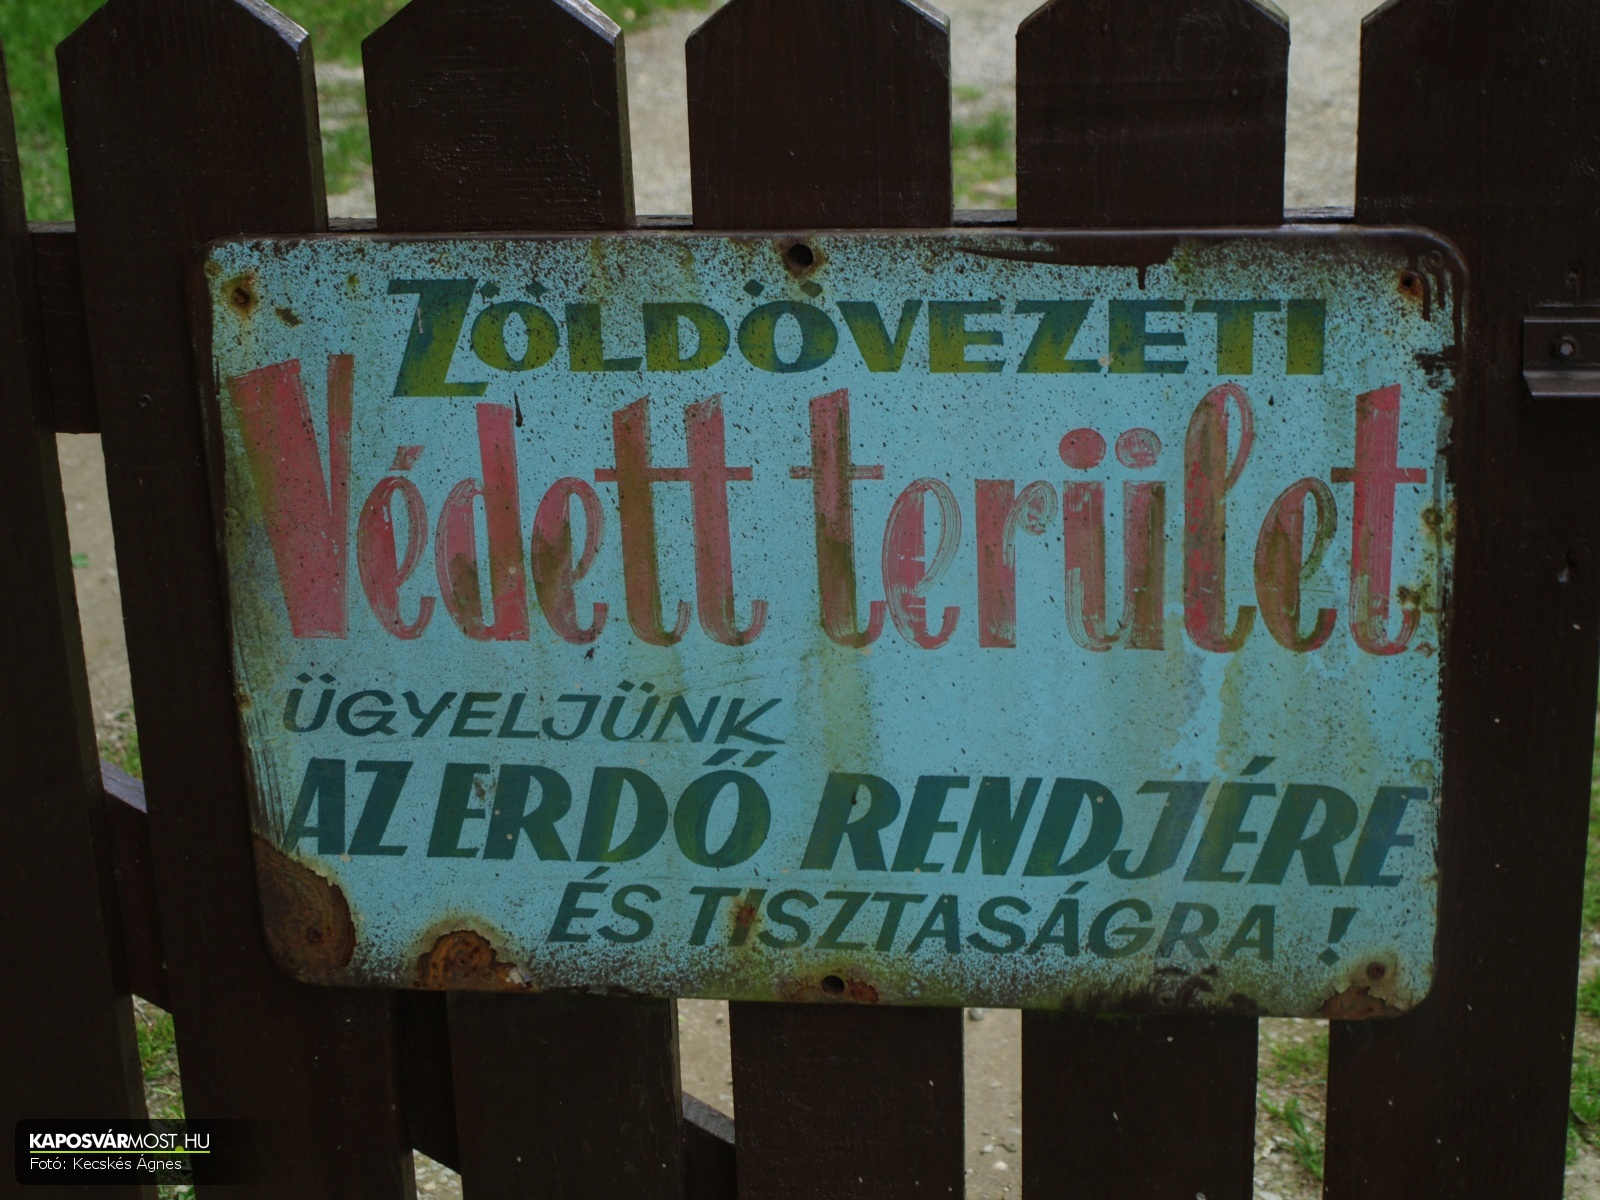 ZÖLDÖVEZETI
Védett terület
ÜGYELJÜNK
AZ ERDŐ RENDJÉRE
ÉS TISZTASÁGRA !
KAPOSVÁRMOST.HU
Fotó: Kecskés Ágnes